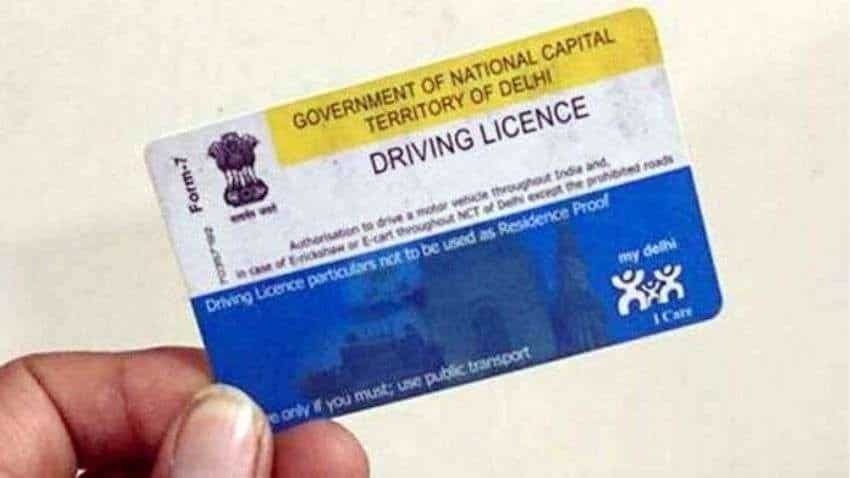 GOVERNMENT OF NATIONAL CAPITAL
TERRITORY OF DELHI
DRIVING LICENCE
Form-7
सत्यमेव जयते
Authorisation to drive a motor vehicle throughout India and,
in case of E-rickshaw or E-cart throughout NCT of Delhi except the prohibited roads
Driving Licence particulars not to be used as Residence Proof
my delhi
I Care
e only if you must; use public transport